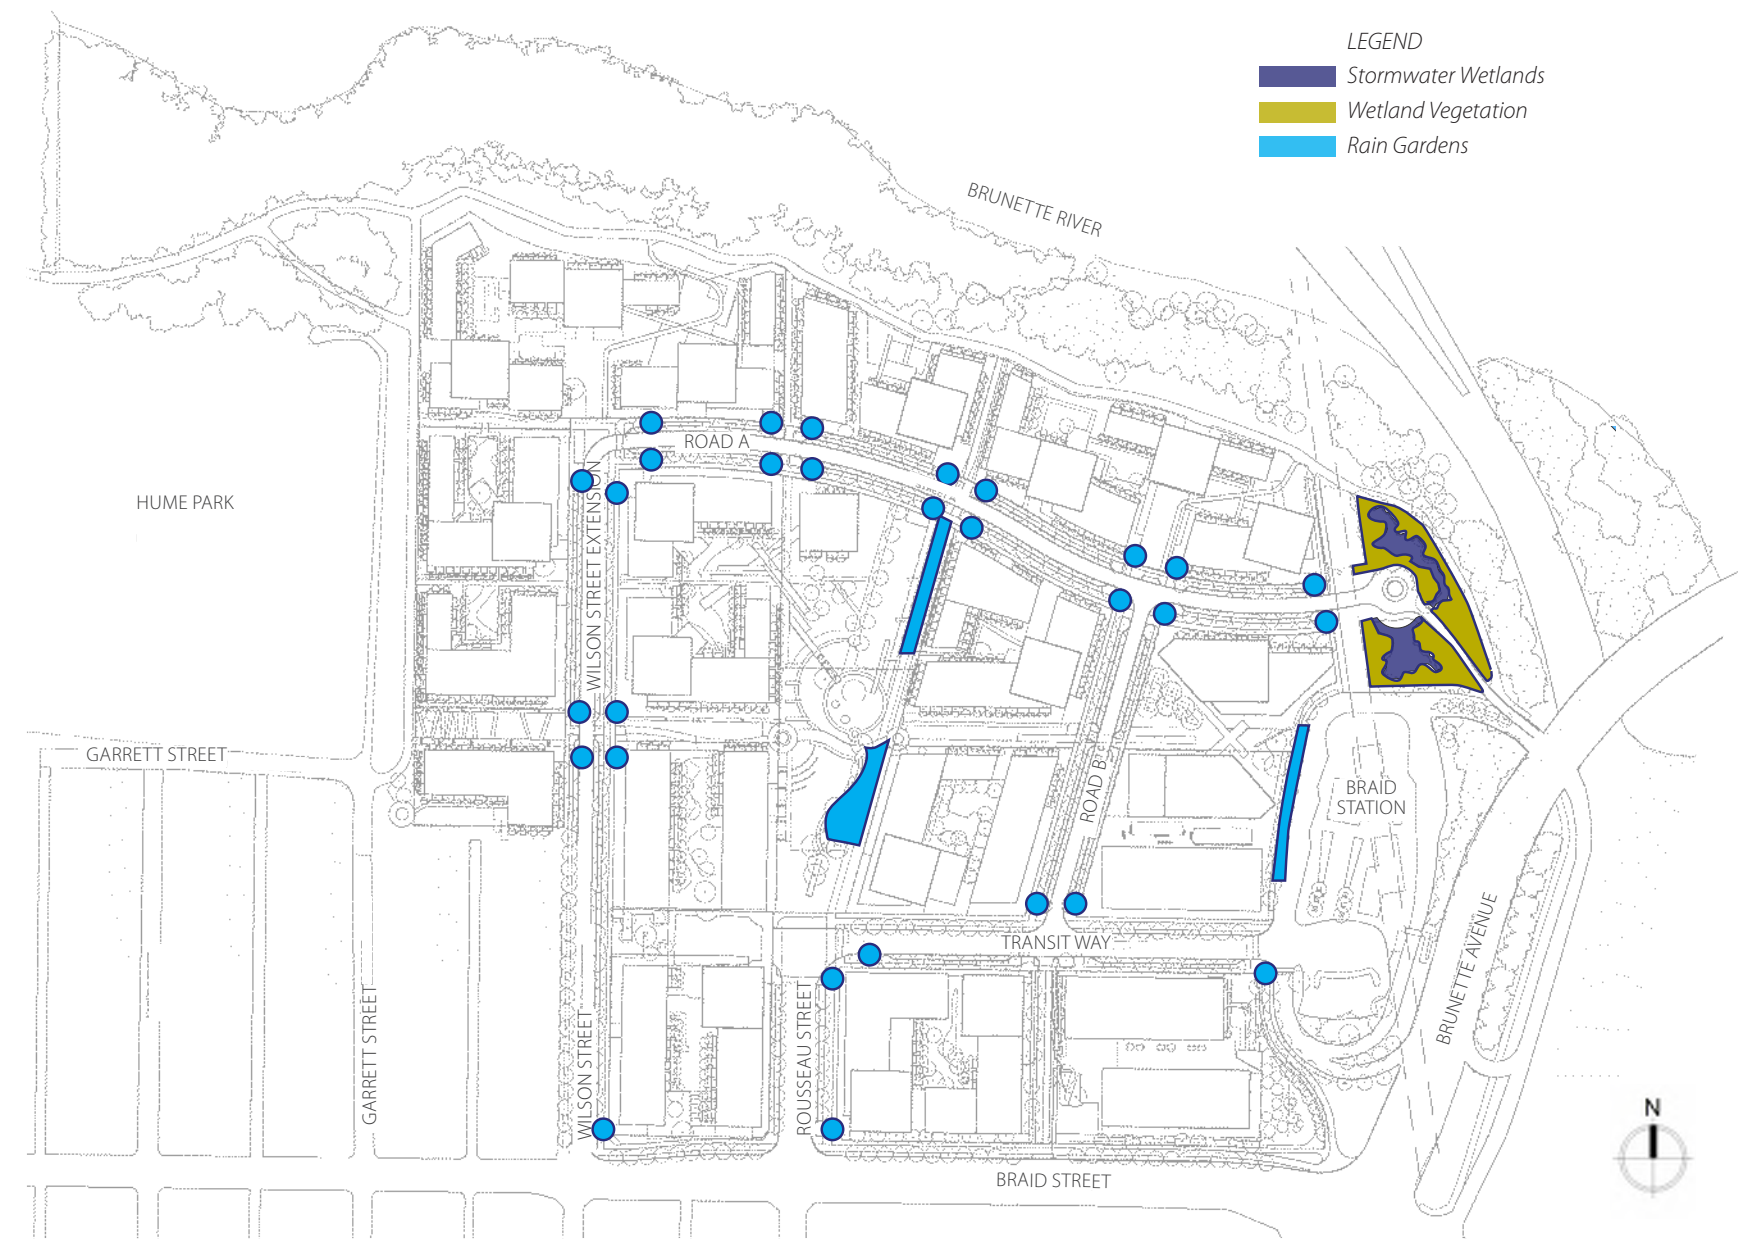 LEGEND
Stormwater Wetlands
Wetland Vegetation
Rain Gardens
BRUNETTE RIVER
ROAD A
HUME PARK
WILSON STREET EXTENSION
GARRETT STREET
BRAID
STATION
ROAD B
TRANSIT WAY
BRUNETTE AVENUE
GARRETT STREET
WILSON STREET
ROUSSEAU STREET
BRAID STREET
N